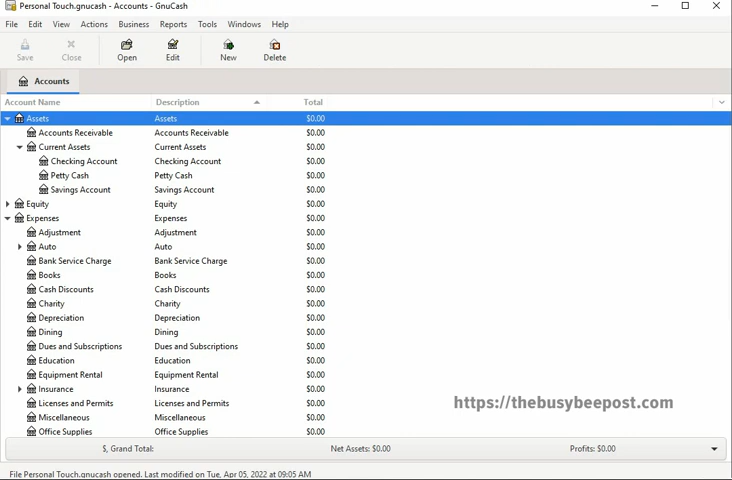 Personal Touch.gnucash - Accounts - GnuCash
File Edit View Actions Business Reports Tools Windows Help
Save Close Open Edit New Delete
Accounts
Account Name Description Total
Assets Assets $0.00
Accounts Receivable Accounts Receivable $0.00
Current Assets Current Assets $0.00
Checking Account Checking Account $0.00
Petty Cash Petty Cash $0.00
Savings Account Savings Account $0.00
Equity Equity $0.00
Expenses Expenses $0.00
Adjustment Adjustment $0.00
Auto Auto $0.00
Bank Service Charge Bank Service Charge $0.00
Books Books $0.00
Cash Discounts Cash Discounts $0.00
Charity Charity $0.00
Depreciation Depreciation $0.00
Dining Dining $0.00
Dues and Subscriptions Dues and Subscriptions $0.00
Education Education $0.00
Equipment Rental Equipment Rental $0.00
Insurance Insurance $0.00
Licenses and Permits Licenses and Permits $0.00
https://thebusybeepost.com
Miscellaneous Miscellaneous $0.00
Office Supplies Office Supplies $0.00
$, Grand Total: Net Assets: $0.00 Profits: $0.00
File Personal Touch.gnucash opened. Last modified on Tue, Apr 05, 2022 at 09:05 AM